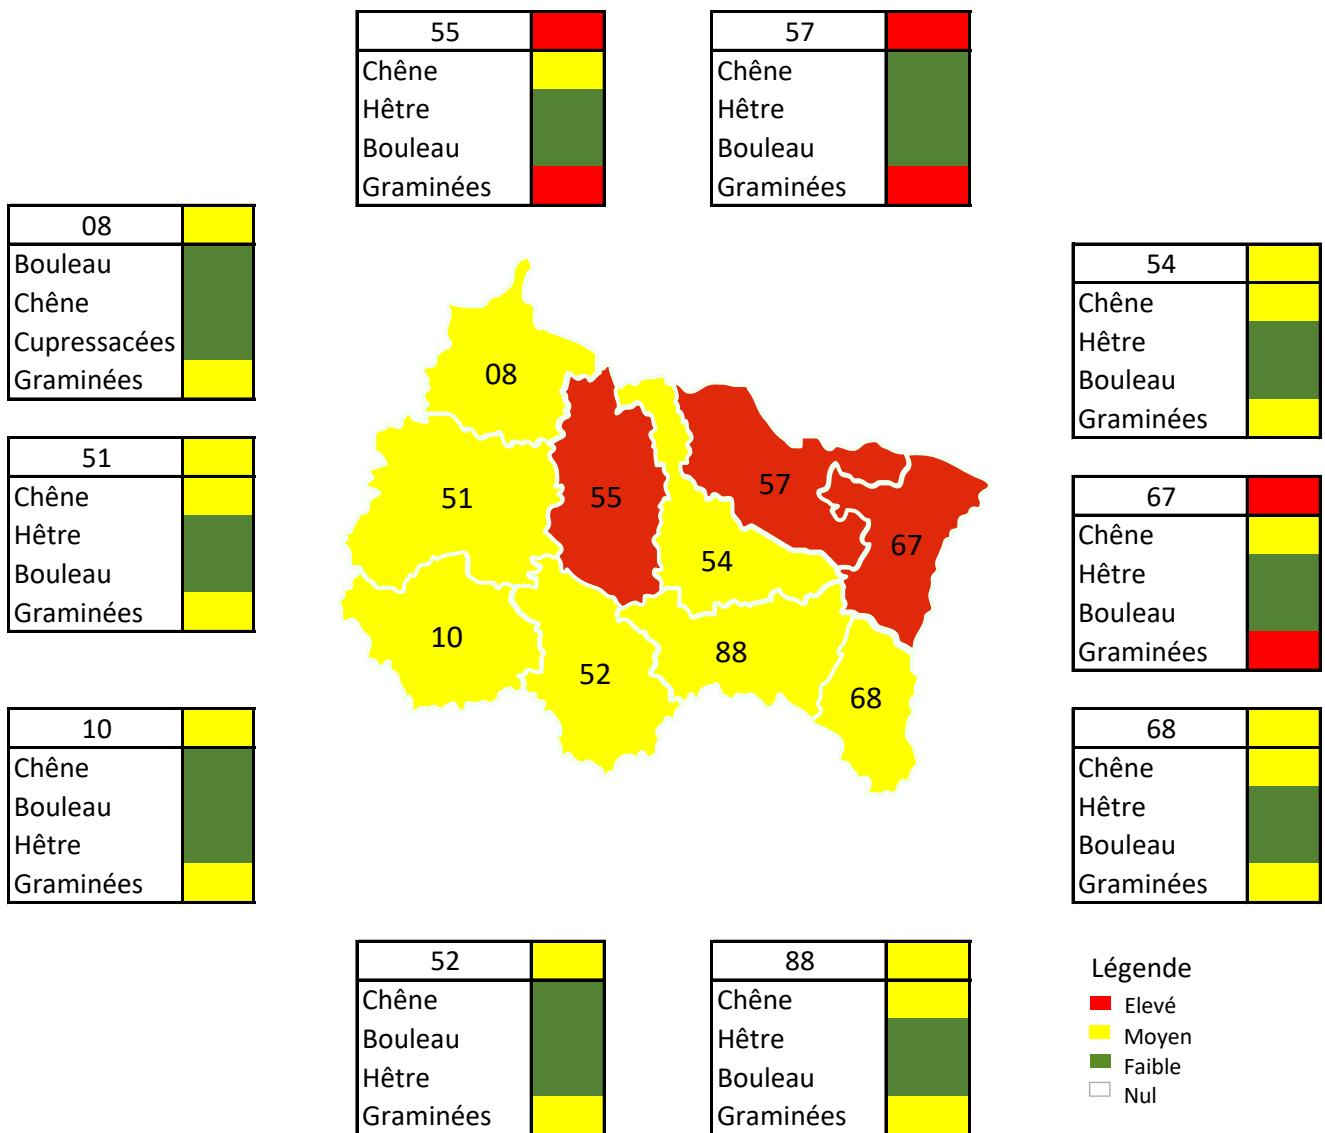 55
Chêne
Hêtre
Bouleau
Graminées
57
Chêne
Hêtre
Bouleau
Graminées
08
Bouleau
Chêne
Cupressacées
Graminées
54
Chêne
Hêtre
Bouleau
Graminées
51
Chêne
Hêtre
Bouleau
Graminées
67
Chêne
Hêtre
Bouleau
Graminées
10
Chêne
Bouleau
Hêtre
Graminées
68
Chêne
Hêtre
Bouleau
Graminées
08
51
55
57
67
54
10
52
88
68
52
Chêne
Bouleau
Hêtre
Graminées
88
Chêne
Hêtre
Bouleau
Graminées
Légende
Elevé
Moyen
Faible
Nul